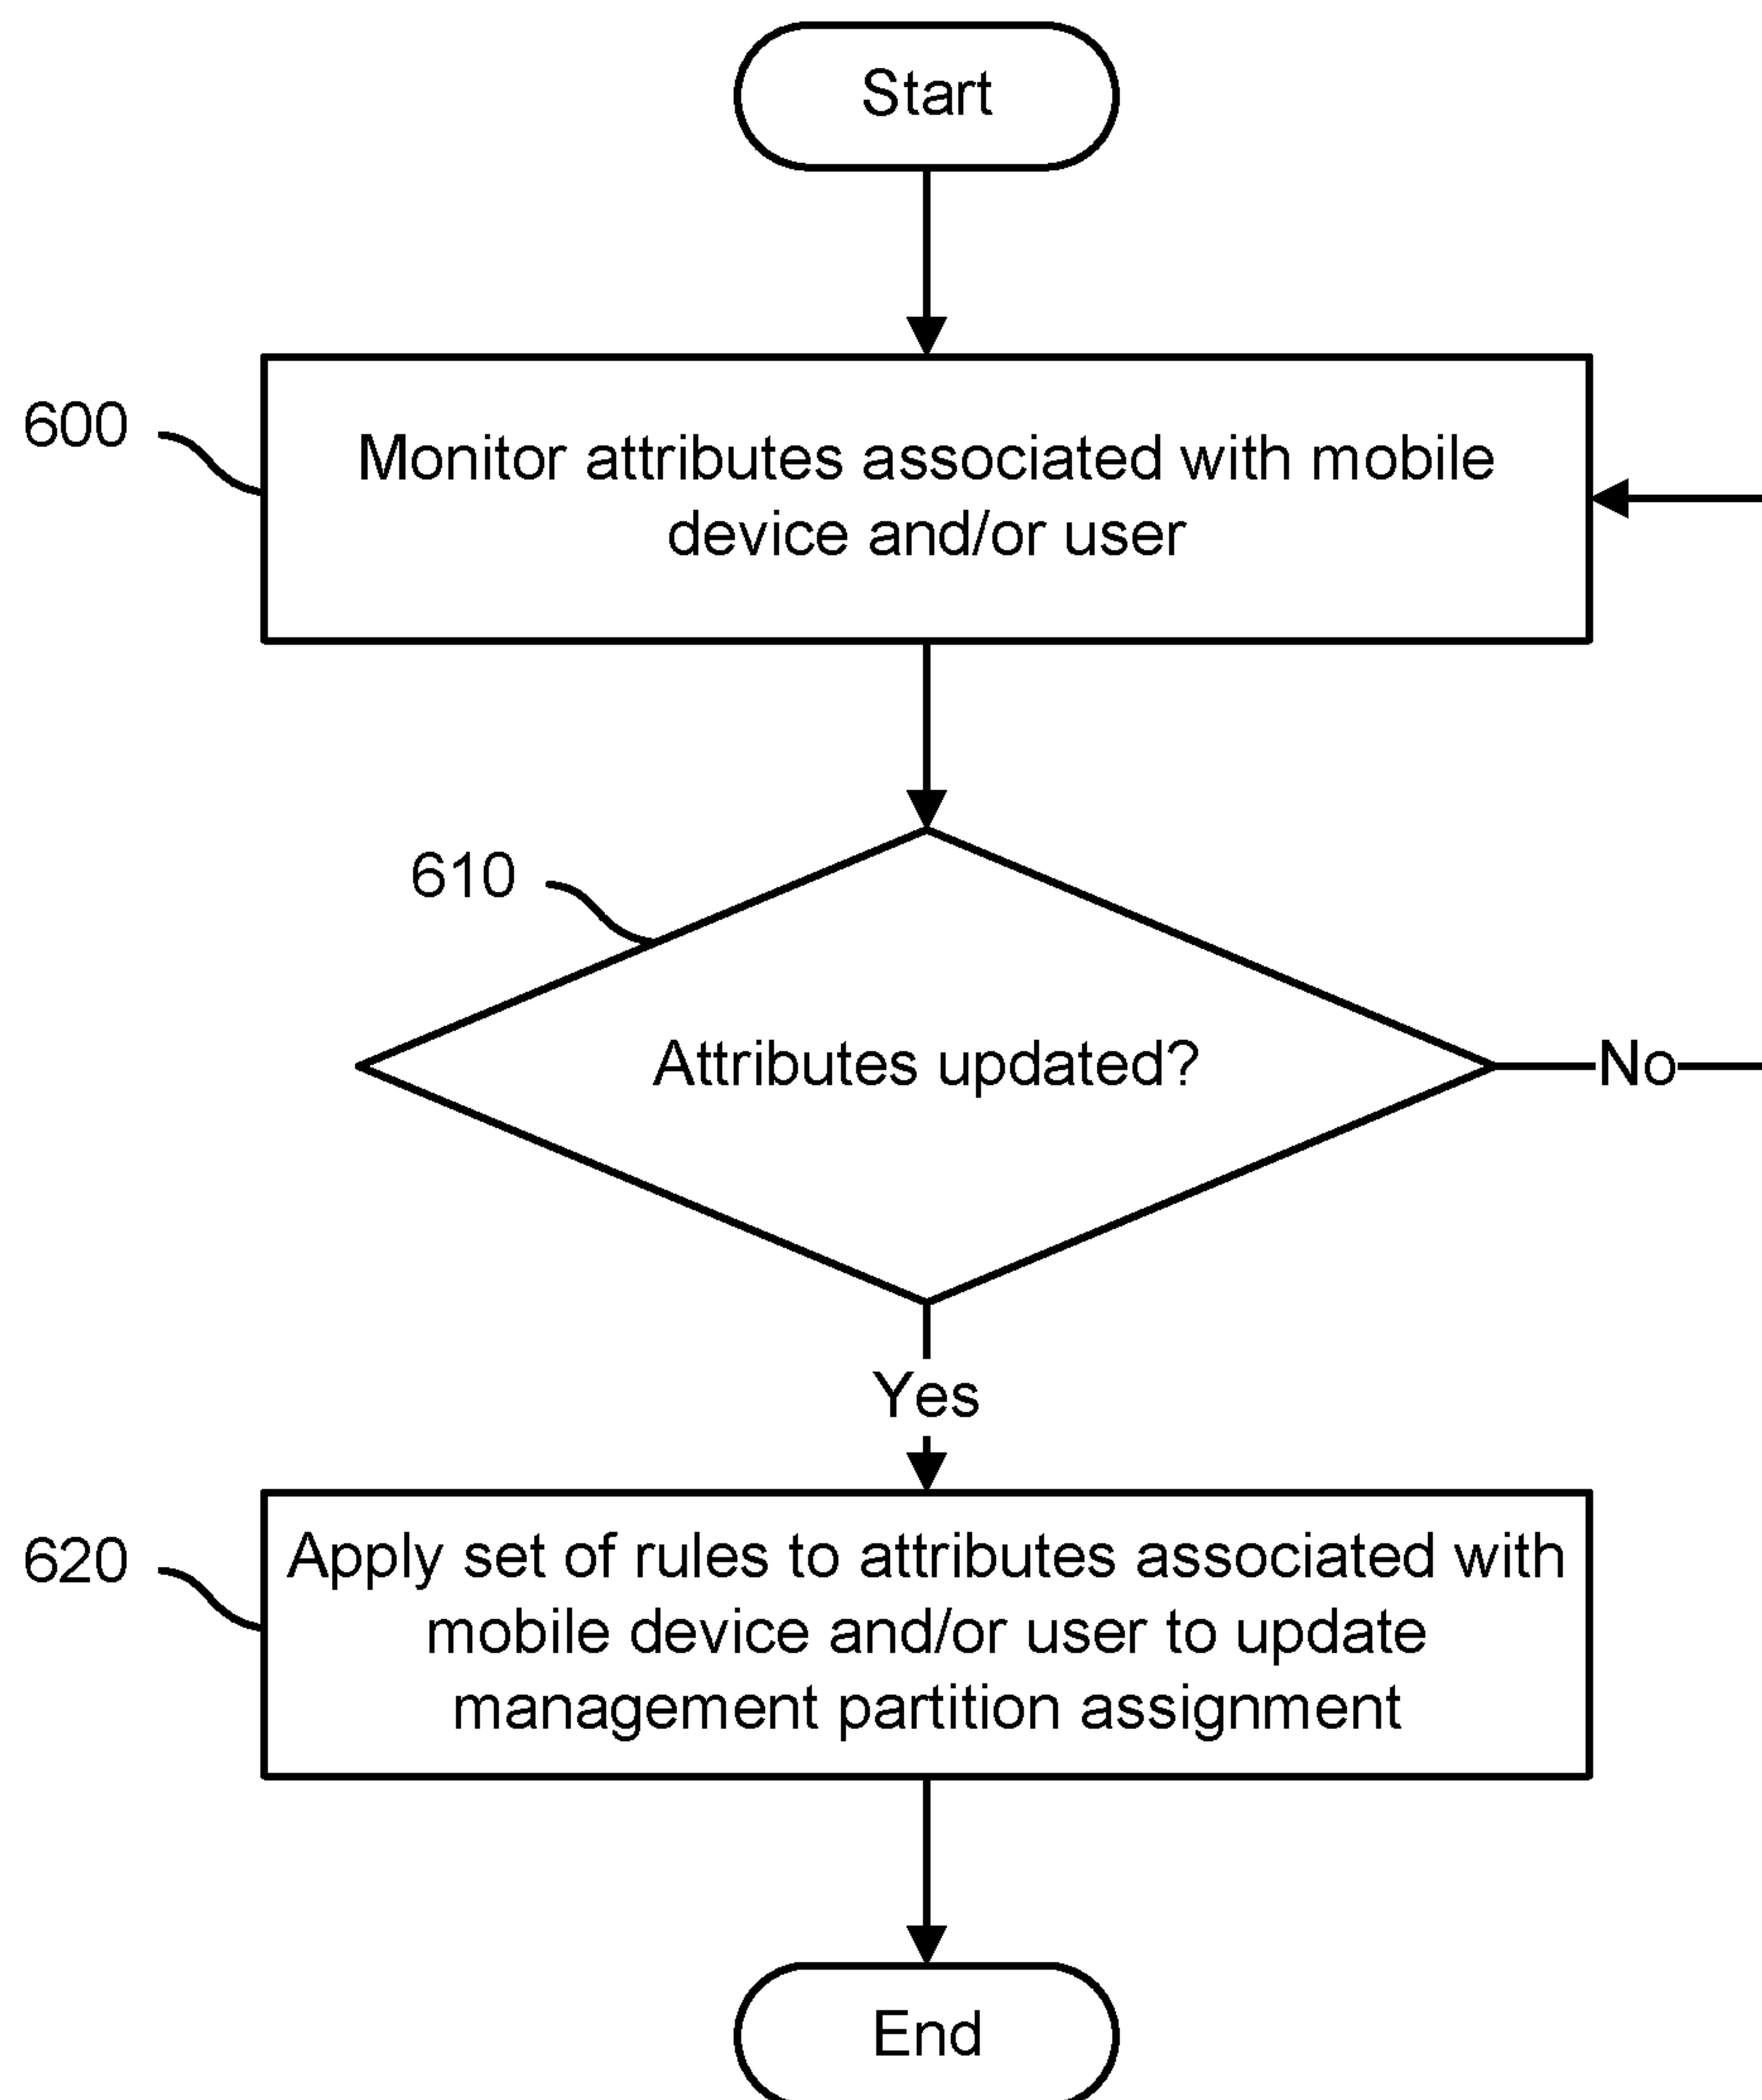 Start
600
Monitor attributes associated with mobile
device and/or user
610
Attributes updated?
No
Yes
620
Apply set of rules to attributes associated with
mobile device and/or user to update
management partition assignment
End